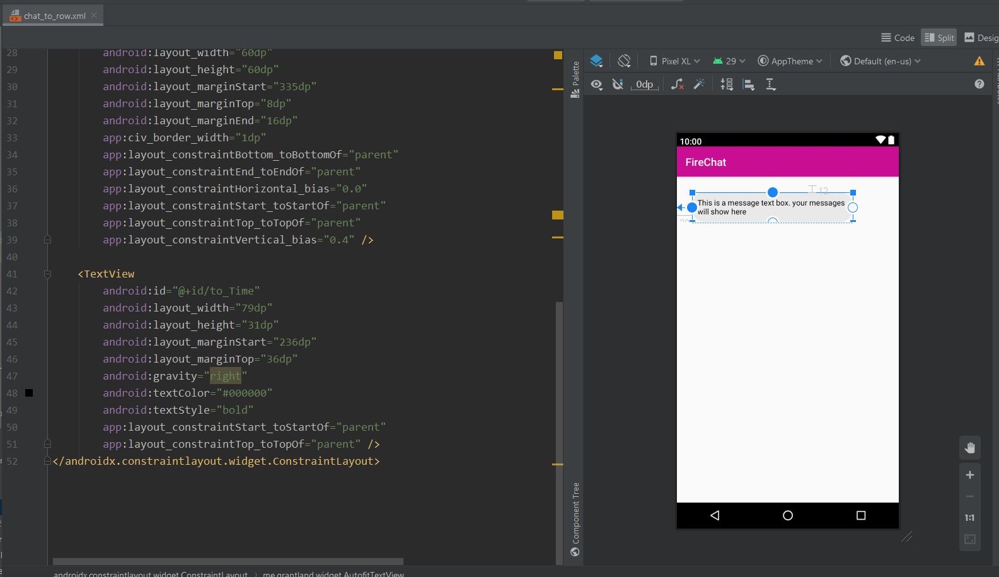 chat_to_row.xml
Code
Split
Desig
28 android:layout_width="60dp"
29 android:layout_height="60dp"
30 android:layout_marginStart="335dp"
31 android:layout_marginTop="8dp"
32 android:layout_marginEnd="16dp"
33 app:civ_border_width="1dp"
34 app:layout_constraintBottom_toBottomOf="parent"
35 app:layout_constraintEnd_toEndOf="parent"
36 app:layout_constraintHorizontal_bias="0.0"
37 app:layout_constraintStart_toStartOf="parent"
38 app:layout_constraintTop_toTopOf="parent"
39 app:layout_constraintVertical_bias="0.4" />
40
41 <TextView
42 android:id="@+id/to_Time"
43 android:layout_width="79dp"
44 android:layout_height="31dp"
45 android:layout_marginStart="236dp"
46 android:layout_marginTop="36dp"
47 android:gravity="right"
48 android:textColor="#000000"
49 android:textStyle="bold"
50 app:layout_constraintStart_toStartOf="parent"
51 app:layout_constraintTop_toTopOf="parent" />
52 </androidx.constraintlayout.widget.ConstraintLayout>
androidx.constraintlayout.widget.ConstraintLayout
me.grantland.widget.AutofitTextView
Palette
Component Tree
Pixel XL
29
AppTheme
Default (en-us)
0dp
10:00
FireChat
12
This is a message text box. your messages
will show here
1:1